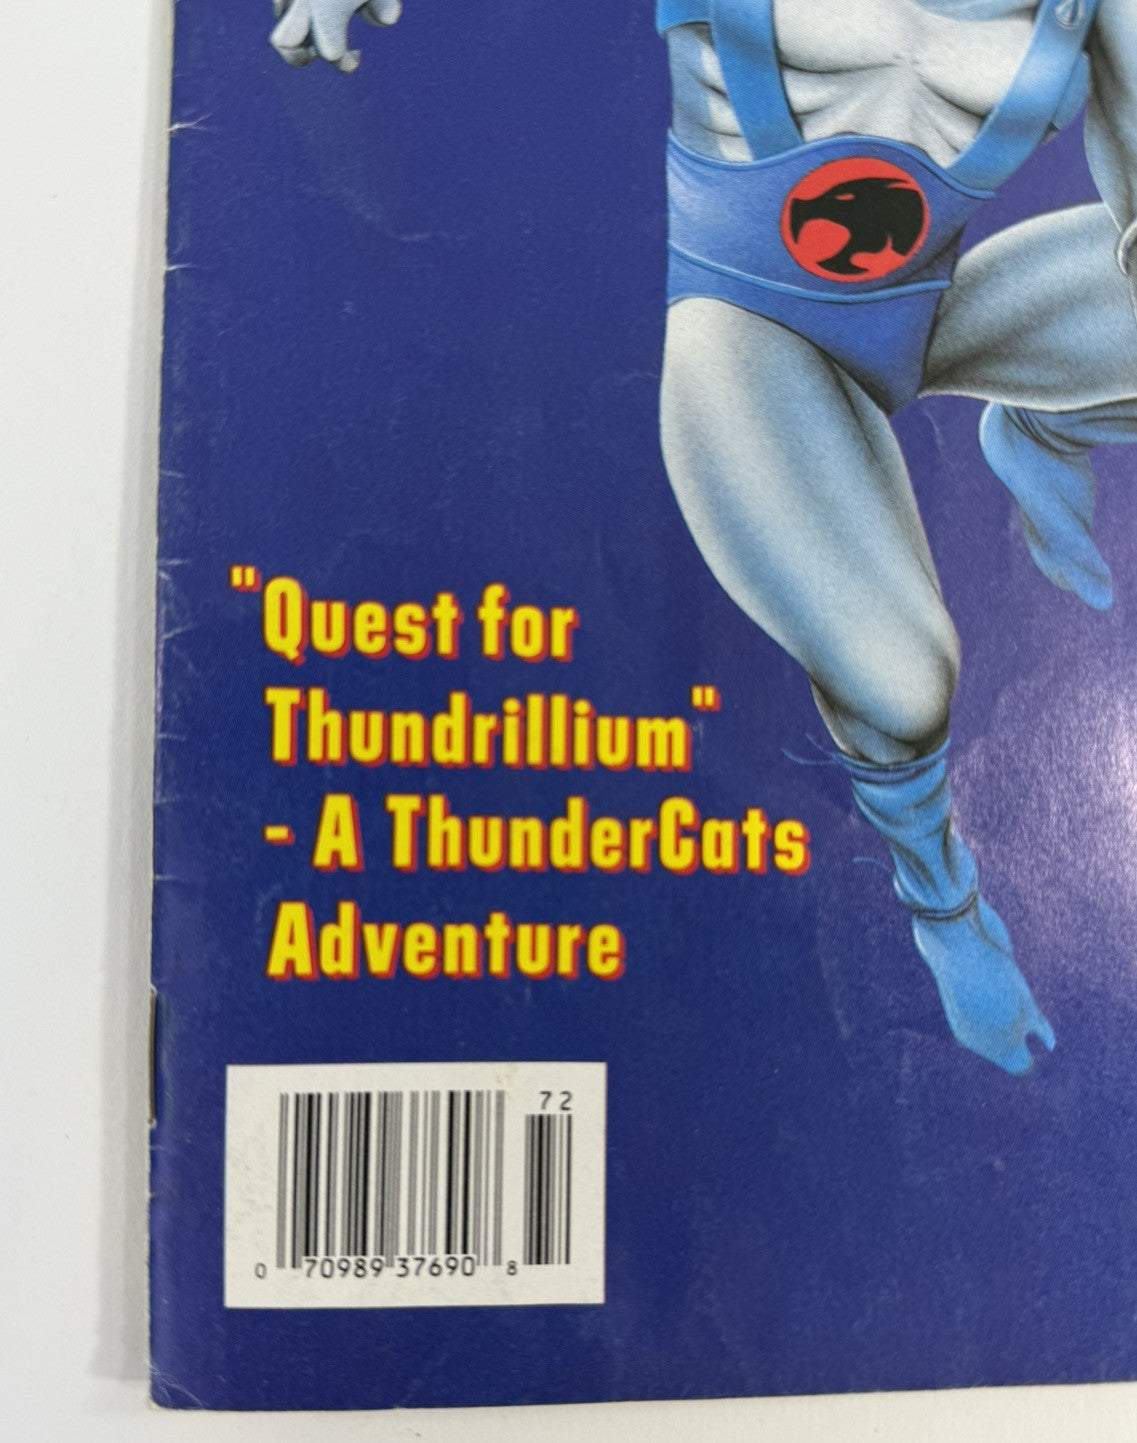 "Quest for
Thundrillium"
- A ThunderCats
Adventure
72
0 70989 37690 8